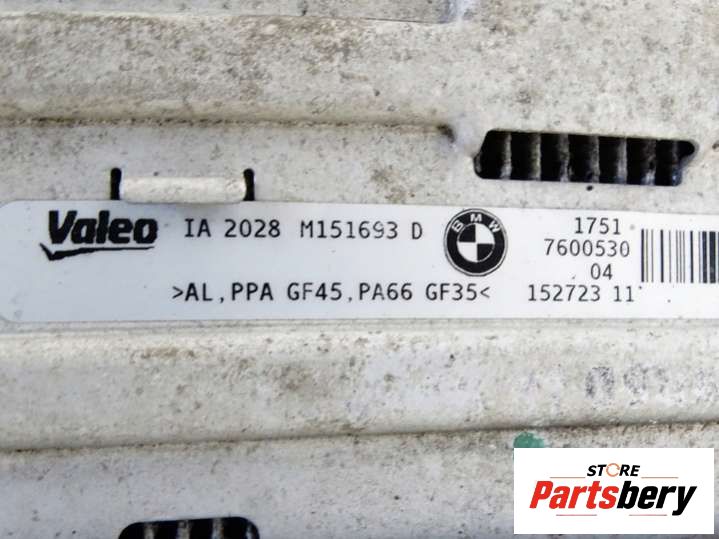 Valeo IA 2028 M151693 D BMW 1751
7600530
04
>AL,PPA GF45,PA66 GF35< 152723 11
STORE
Partsbery